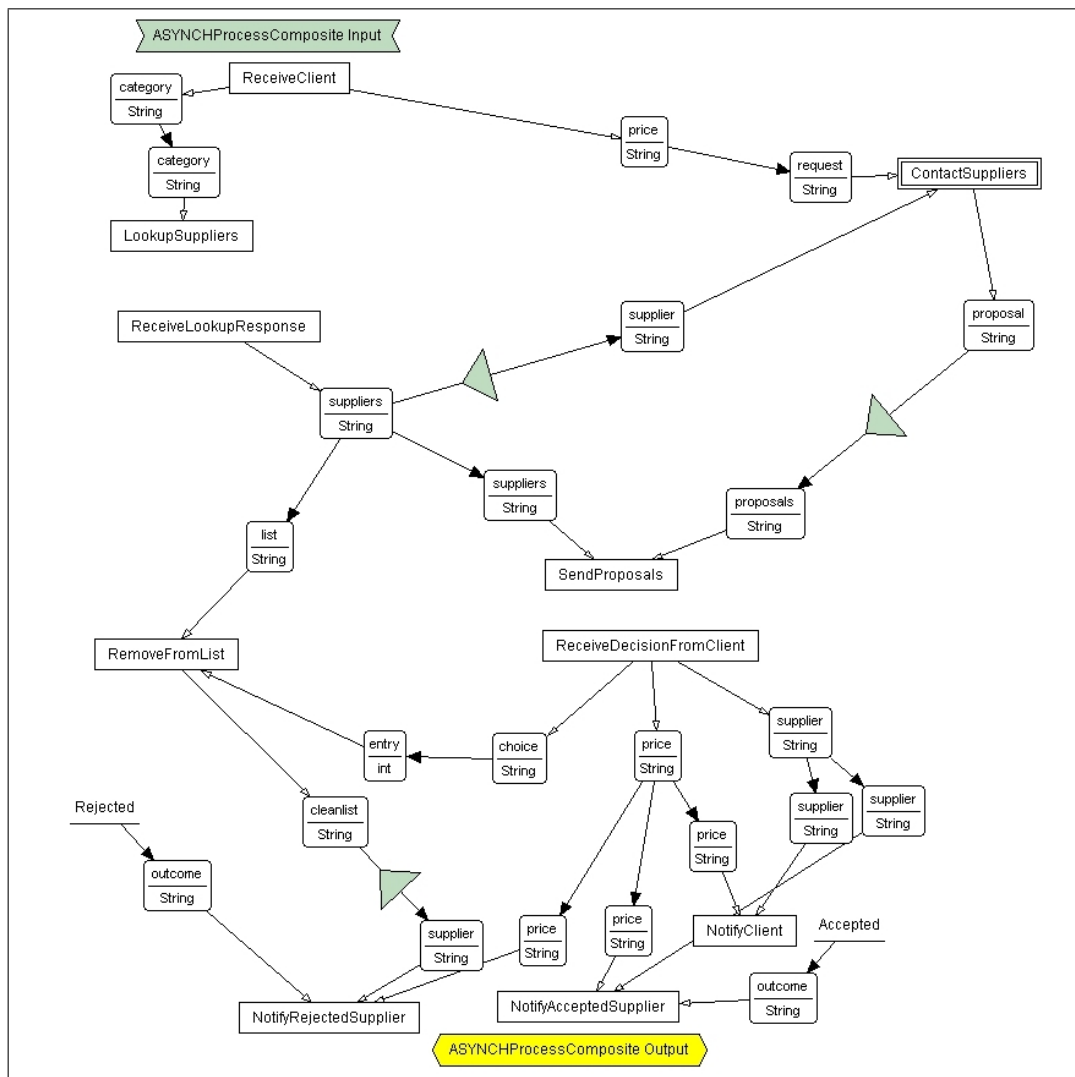 ASYNCHProcessComposite Input
ReceiveClient
category
String
category
String
LookupSuppliers
price
String
request
String
ContactSuppliers
ReceiveLookupResponse
supplier
String
proposal
String
suppliers
String
suppliers
String
proposals
String
list
String
SendProposals
RemoveFromList
ReceiveDecisionFromClient
entry
int
choice
String
price
String
supplier
String
supplier
String
supplier
String
Rejected
cleanlist
String
price
String
outcome
String
supplier
String
price
String
price
String
NotifyClient
Accepted
outcome
String
NotifyRejectedSupplier
NotifyAcceptedSupplier
ASYNCHProcessComposite Output